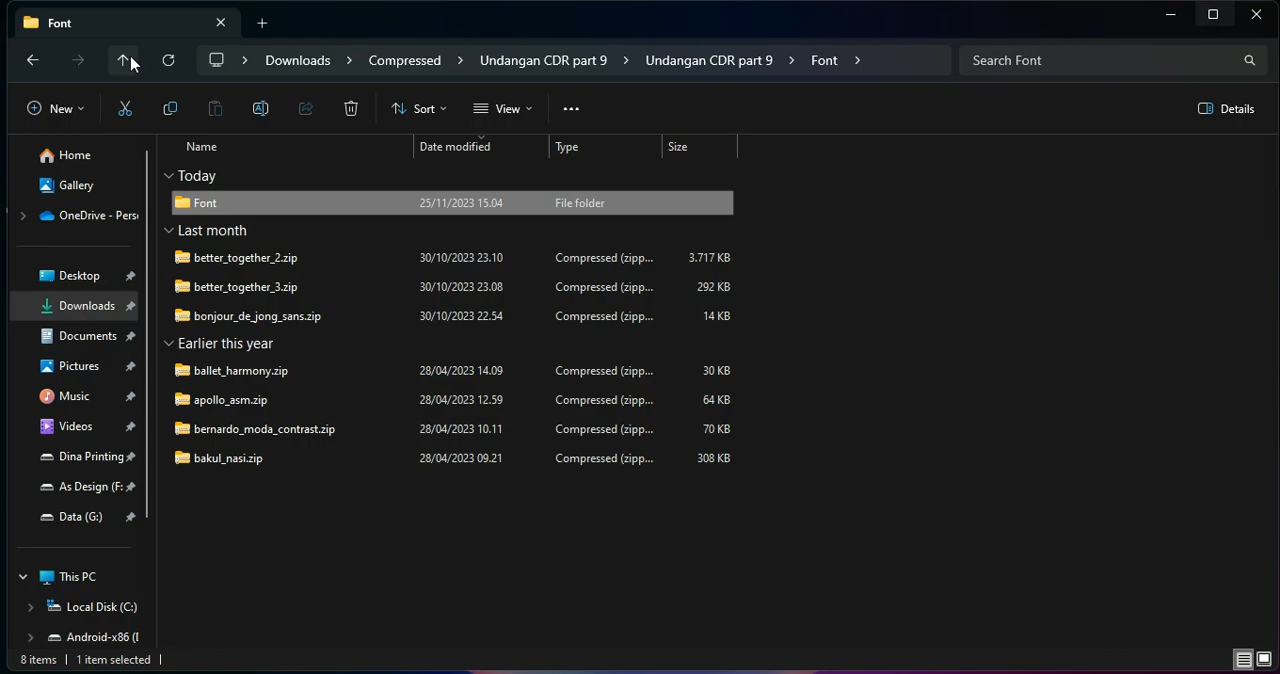 Font
Downloads > Compressed > Undangan CDR part 9 > Undangan CDR part 9 > Font >
Search Font
New
Sort
View
Details
Home
Gallery
OneDrive - Pers
Desktop
Downloads
Documents
Pictures
Music
Videos
Dina Printing
As Design (F:
Data (G:)
This PC
Local Disk (C:)
Android-x86 (
Name Date modified Type Size
Today
Font 25/11/2023 15.04 File folder
Last month
better_together_2.zip 30/10/2023 23.10 Compressed (zipp... 3.717 KB
better_together_3.zip 30/10/2023 23.08 Compressed (zipp... 292 KB
bonjour_de_jong_sans.zip 30/10/2023 22.54 Compressed (zipp... 14 KB
Earlier this year
ballet_harmony.zip 28/04/2023 14.09 Compressed (zipp... 30 KB
apollo_asm.zip 28/04/2023 12.59 Compressed (zipp... 64 KB
bernardo_moda_contrast.zip 28/04/2023 10.11 Compressed (zipp... 70 KB
bakul_nasi.zip 28/04/2023 09.21 Compressed (zipp... 308 KB
8 items | 1 item selected |